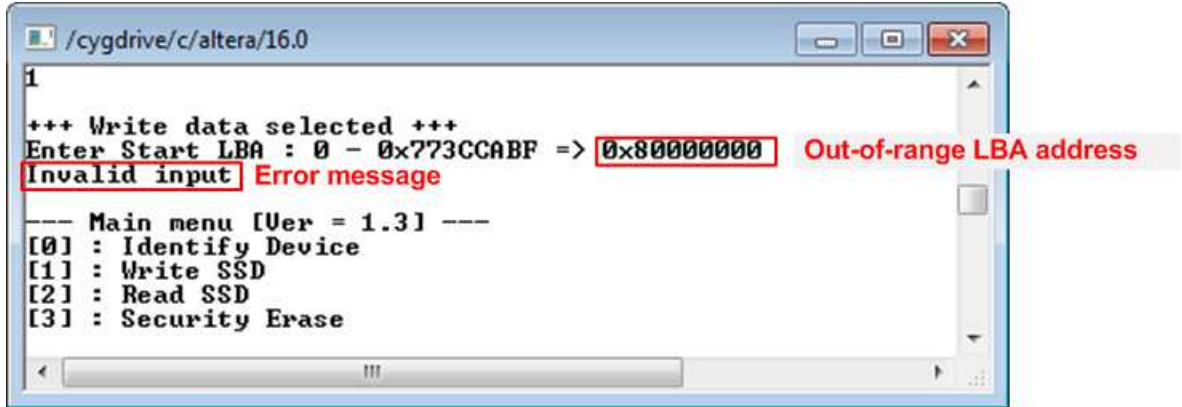 /cygdrive/c/altera/16.0
1
+++ Write data selected +++
Enter Start LBA : 0 - 0x773CCABF => 0x80000000 Out-of-range LBA address
Invalid input Error message
--- Main menu [Ver = 1.3] ---
[0] : Identify Device
[1] : Write SSD
[2] : Read SSD
[3] : Security Erase